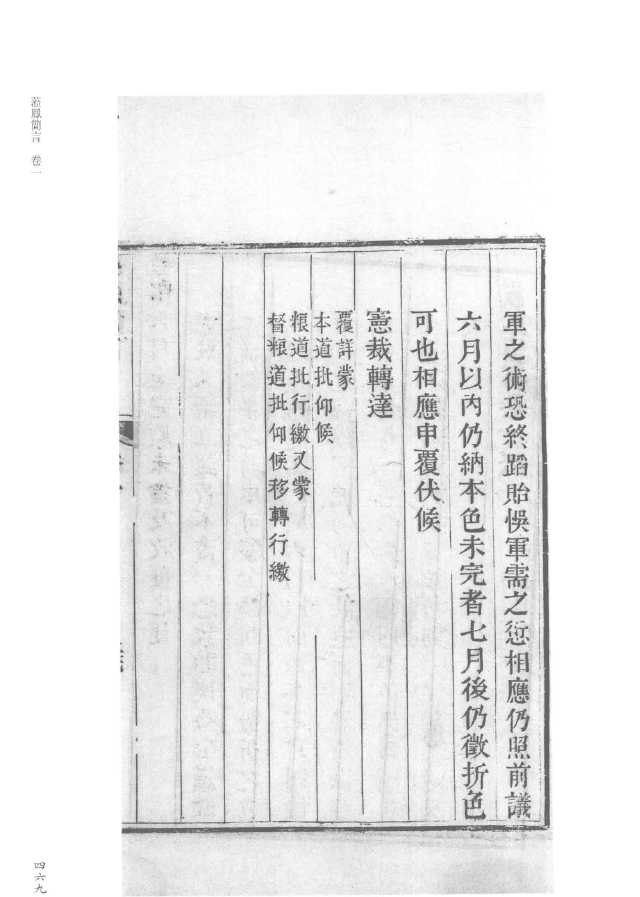 軍之術恐終蹈貽悞軍需之愆相應仍照前議
六月以內仍納本色未完者七月後仍徵折色
可也相應申覆伏候
憲裁轉達
覆詳蒙
本道批仰候
粮道批行繳又蒙
督粮道批仰候移轉行繳
鳳簡言 卷一
四六九